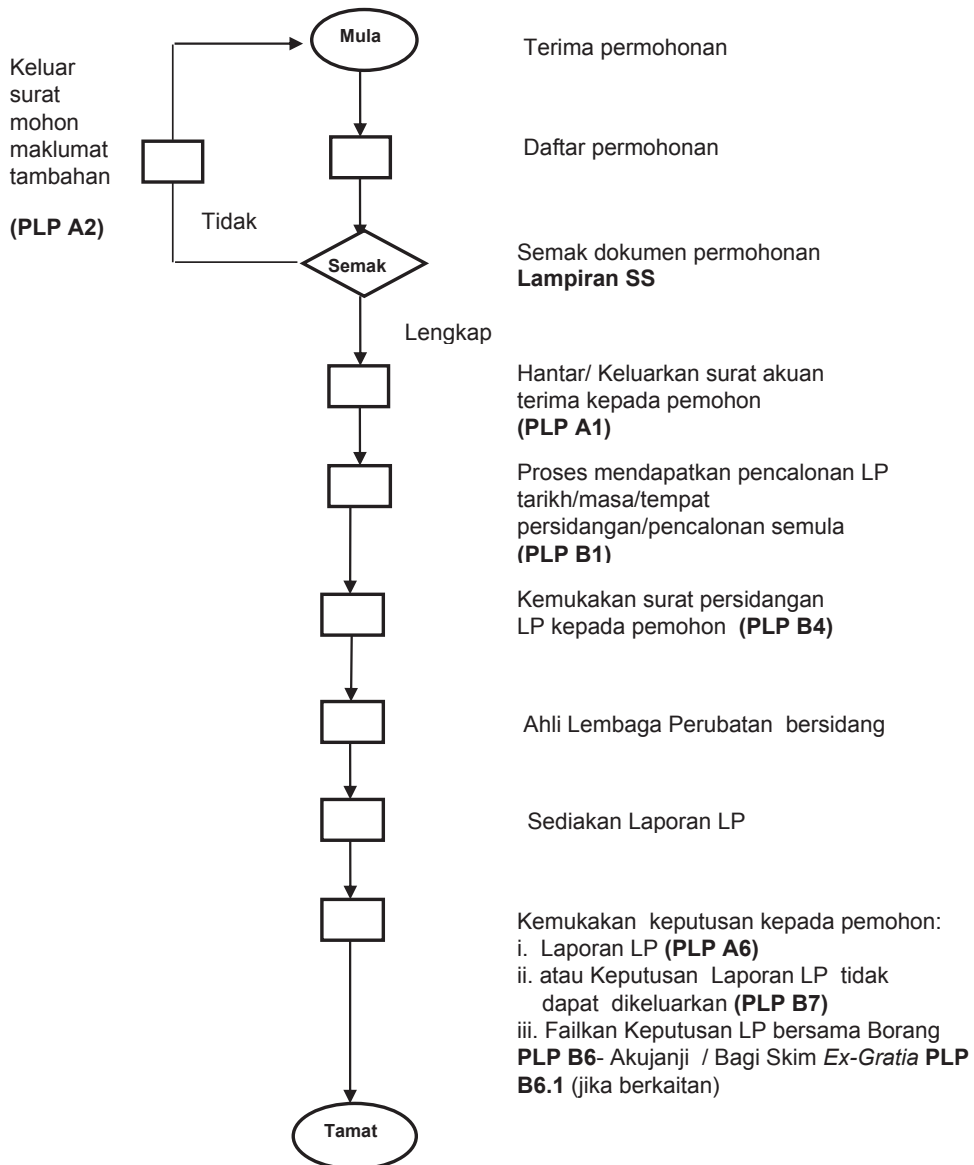 Mula
Terima permohonan
Keluar
surat
mohon
maklumat
tambahan
(PLP A2)
Daftar permohonan
Tidak
Semak
Semak dokumen permohonan
Lampiran SS
Lengkap
Hantar/ Keluarkan surat akuan
terima kepada pemohon
(PLP A1)
Proses mendapatkan pencalonan LP
tarikh/masa/tempat
persidangan/pencalonan semula
(PLP B1)
Kemukakan surat persidangan
LP kepada pemohon (PLP B4)
Ahli Lembaga Perubatan bersidang
Sediakan Laporan LP
Kemukakan keputusan kepada pemohon:
i. Laporan LP (PLP A6)
ii. atau Keputusan Laporan LP tidak
dapat dikeluarkan (PLP B7)
iii. Failkan Keputusan LP bersama Borang
PLP B6- Akujanji / Bagi Skim Ex-Gratia PLP
B6.1 (jika berkaitan)
Tamat